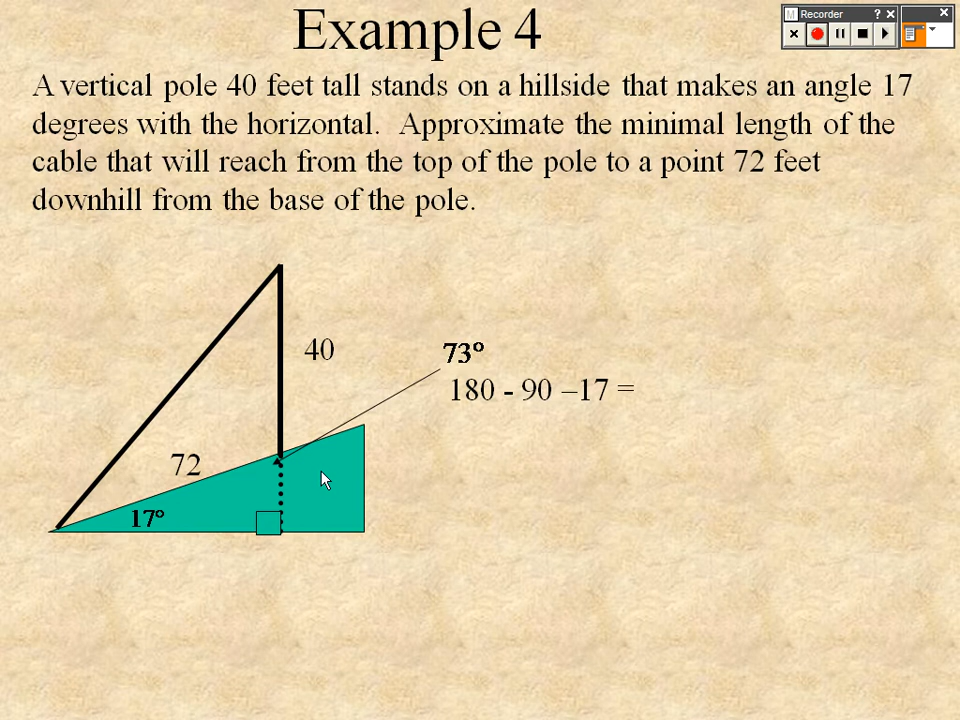 Example 4
Recorder
A vertical pole 40 feet tall stands on a hillside that makes an angle 17
degrees with the horizontal. Approximate the minimal length of the
cable that will reach from the top of the pole to a point 72 feet
downhill from the base of the pole.
40
73°
180 - 90 –17 =
72
17°